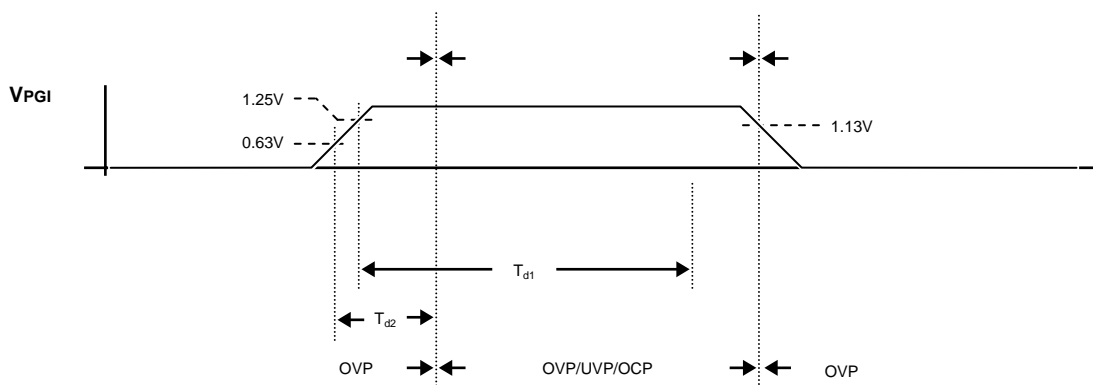 VPGI
1.25V
0.63V
1.13V
Td1
Td2
OVP
OVP/UVP/OCP
OVP